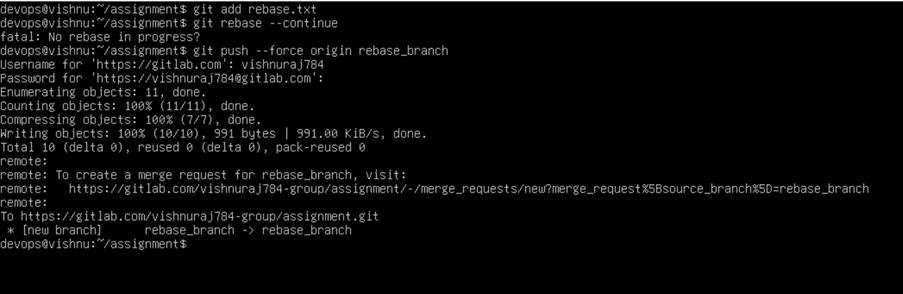 devops@vishnu:~/assignment$ git add rebase.txt
devops@vishnu:~/assignment$ git rebase --continue
fatal: No rebase in progress?
devops@vishnu:~/assignment$ git push --force origin rebase_branch
Username for 'https://gitlab.com': vishnuraj784
Password for 'https://vishnuraj784@gitlab.com':
Enumerating objects: 11, done.
Counting objects: 100% (11/11), done.
Compressing objects: 100% (7/7), done.
Writing objects: 100% (10/10), 991 bytes | 991.00 KiB/s, done.
Total 10 (delta 0), reused 0 (delta 0), pack-reused 0
remote:
remote: To create a merge request for rebase_branch, visit:
remote:   https://gitlab.com/vishnuraj784-group/assignment/-/merge_requests/new?merge_request%5Bsource_branch%5D=rebase_branch
remote:
To https://gitlab.com/vishnuraj784-group/assignment.git
 * [new branch]      rebase_branch -> rebase_branch
devops@vishnu:~/assignment$